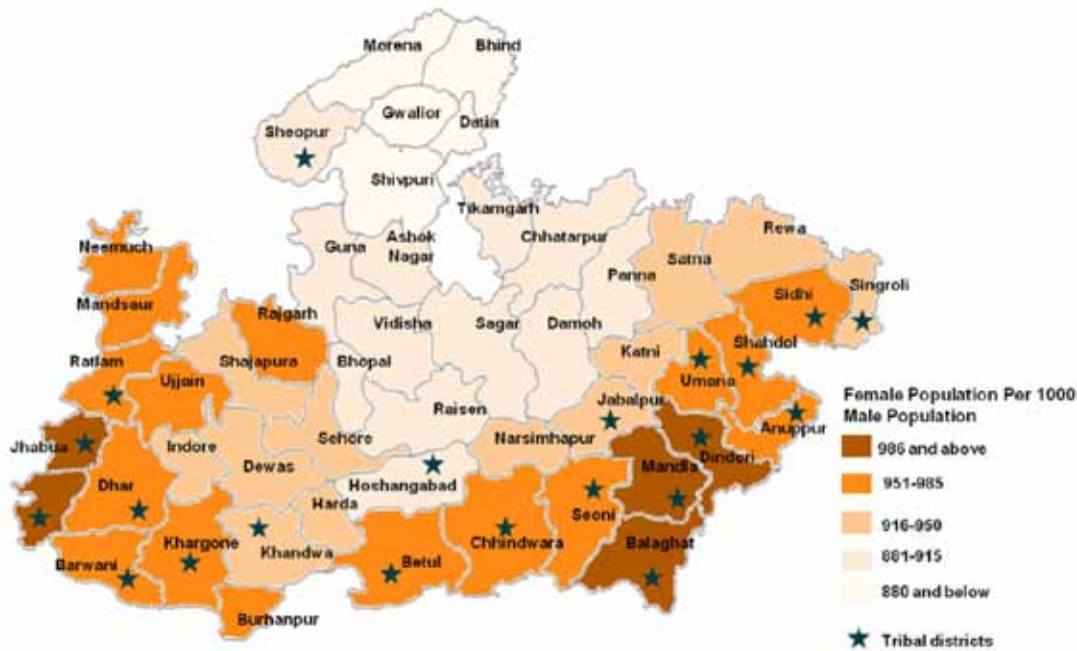 Morena
Bhind
Gwalior
Datia
Sheopur
Shivpuri
Tikamgarh
Chhatarpur
Rewa
Neemuch
Guna
Ashok
Nagar
Panna
Satna
Singroli
Mandsaur
Rajgarh
Vidisha
Sagar
Damoh
Sidhi
Ratlam
Shajapura
Bhopal
Katni
Shahdol
Ujjain
Umaria
Raisen
Jabalpur
Anuppur
Jhabua
Indore
Sehore
Narsimhapur
Dindori
Dewas
Mandla
Dhar
Hoshangabad
Harda
Seoni
Khargone
Khandwa
Chhindwara
Balaghat
Barwani
Betul
Burhanpur
Female Population Per 1000
Male Population
986 and above
951-985
916-950
881-915
880 and below
Tribal districts